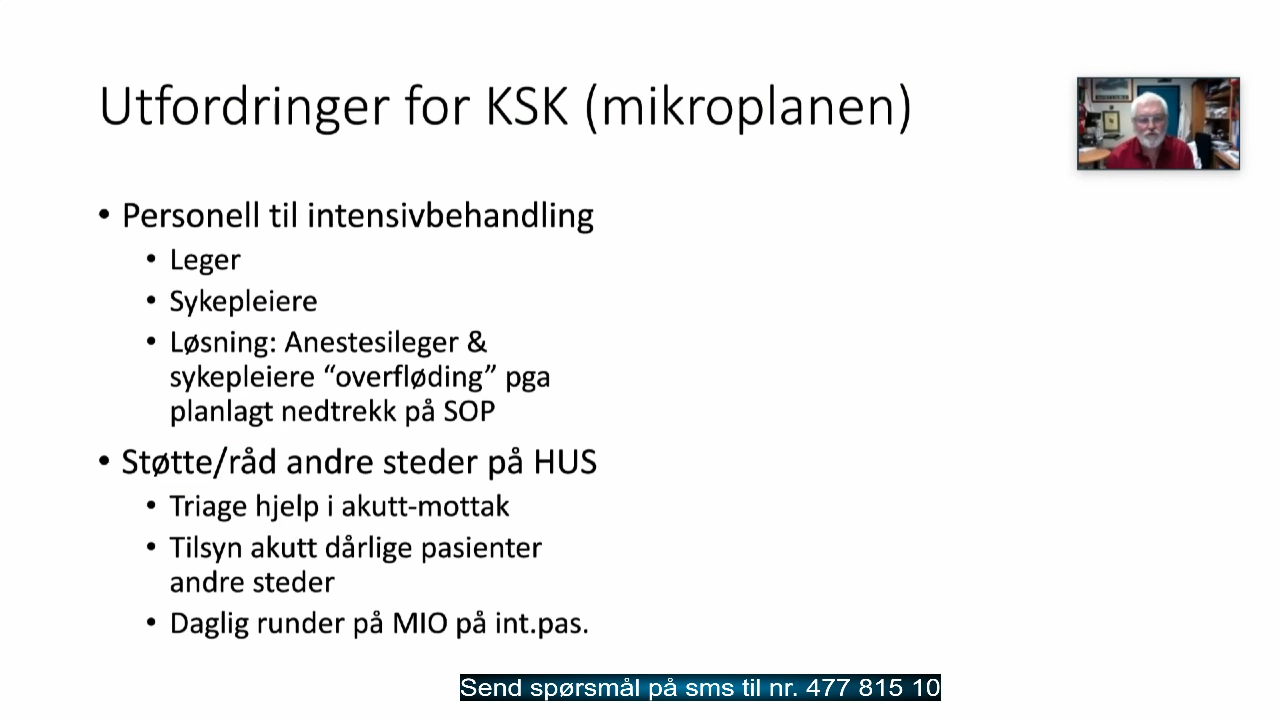 Utfordringer for KSK (mikroplanen)
• Personell til intensivbehandling
• Leger
• Sykepleiere
• Løsning: Anestesileger &
sykepleiere “overfløding” pga
planlagt nedtrekk på SOP
• Støtte/råd andre steder på HUS
• Triage hjelp i akutt-mottak
• Tilsyn akutt dårlige pasienter
andre steder
• Daglig runder på MIO på int.pas.
Send spørsmål på sms til nr. 477 815 10